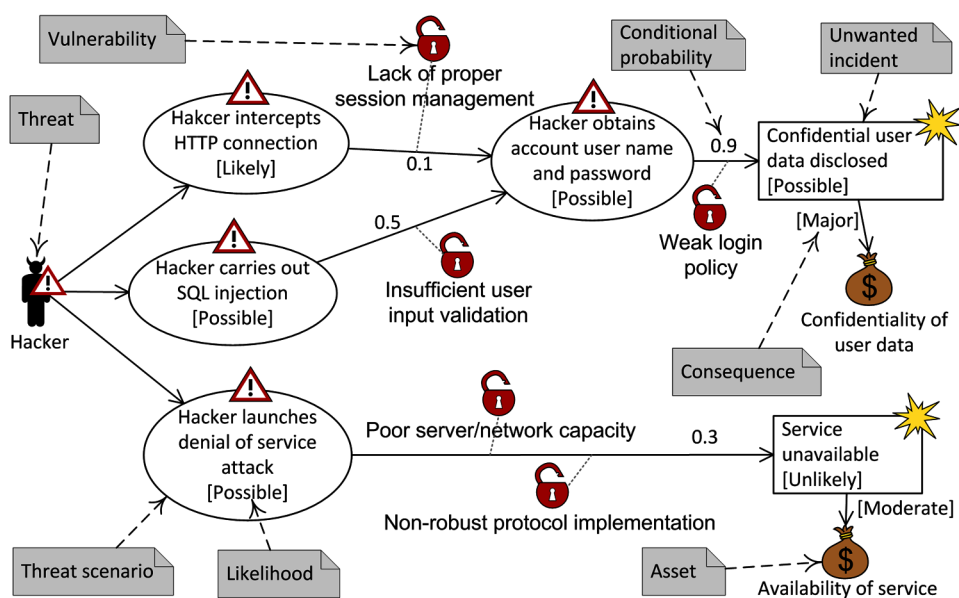 Vulnerability
Conditional
probability
Unwanted
incident
Lack of proper
session management
Threat
Hakcer intercepts
HTTP connection
[Likely]
0.1
Hacker obtains
account user name
and password
[Possible]
0.9
Confidential user
data disclosed
[Possible]
[Major]
Weak login
policy
0.5
Hacker carries out
SQL injection
[Possible]
Insufficient user
input validation
Hacker
$
Confidentiality of
user data
Consequence
Hacker launches
denial of service
attack
[Possible]
Poor server/network capacity
0.3
Service
unavailable
[Unlikely]
Non-robust protocol implementation
[Moderate]
Threat scenario
Likelihood
Asset
$
Availability of service